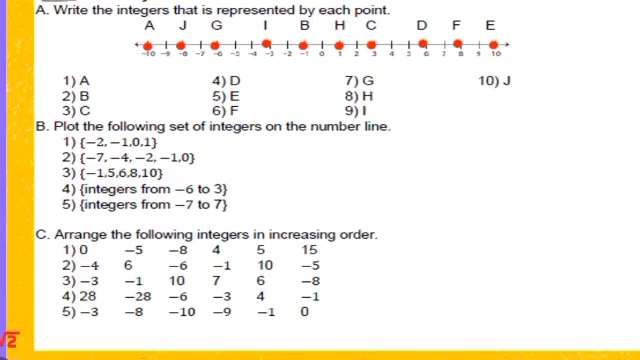 A. Write the integers that is represented by each point.
A J G I B H C D F E
−10 −9 −8 −7 −6 −5 −4 −3 −2 −1 0 1 2 3 4 5 6 7 8 9 10
1) A 4) D 7) G 10) J
2) B 5) E 8) H
3) C 6) F 9) I
B. Plot the following set of integers on the number line.
1) {−2, −1,0,1}
2) {−7, −4, −2, −1,0}
3) {−1,5,6,8,10}
4) {integers from −6 to 3}
5) {integers from −7 to 7}
C. Arrange the following integers in increasing order.
1) 0 −5 −8 4 5 15
2) −4 6 −6 −1 10 −5
3) −3 −1 10 7 6 −8
4) 28 −28 −6 −3 4 −1
5) −3 −8 −10 −9 −1 0
√2